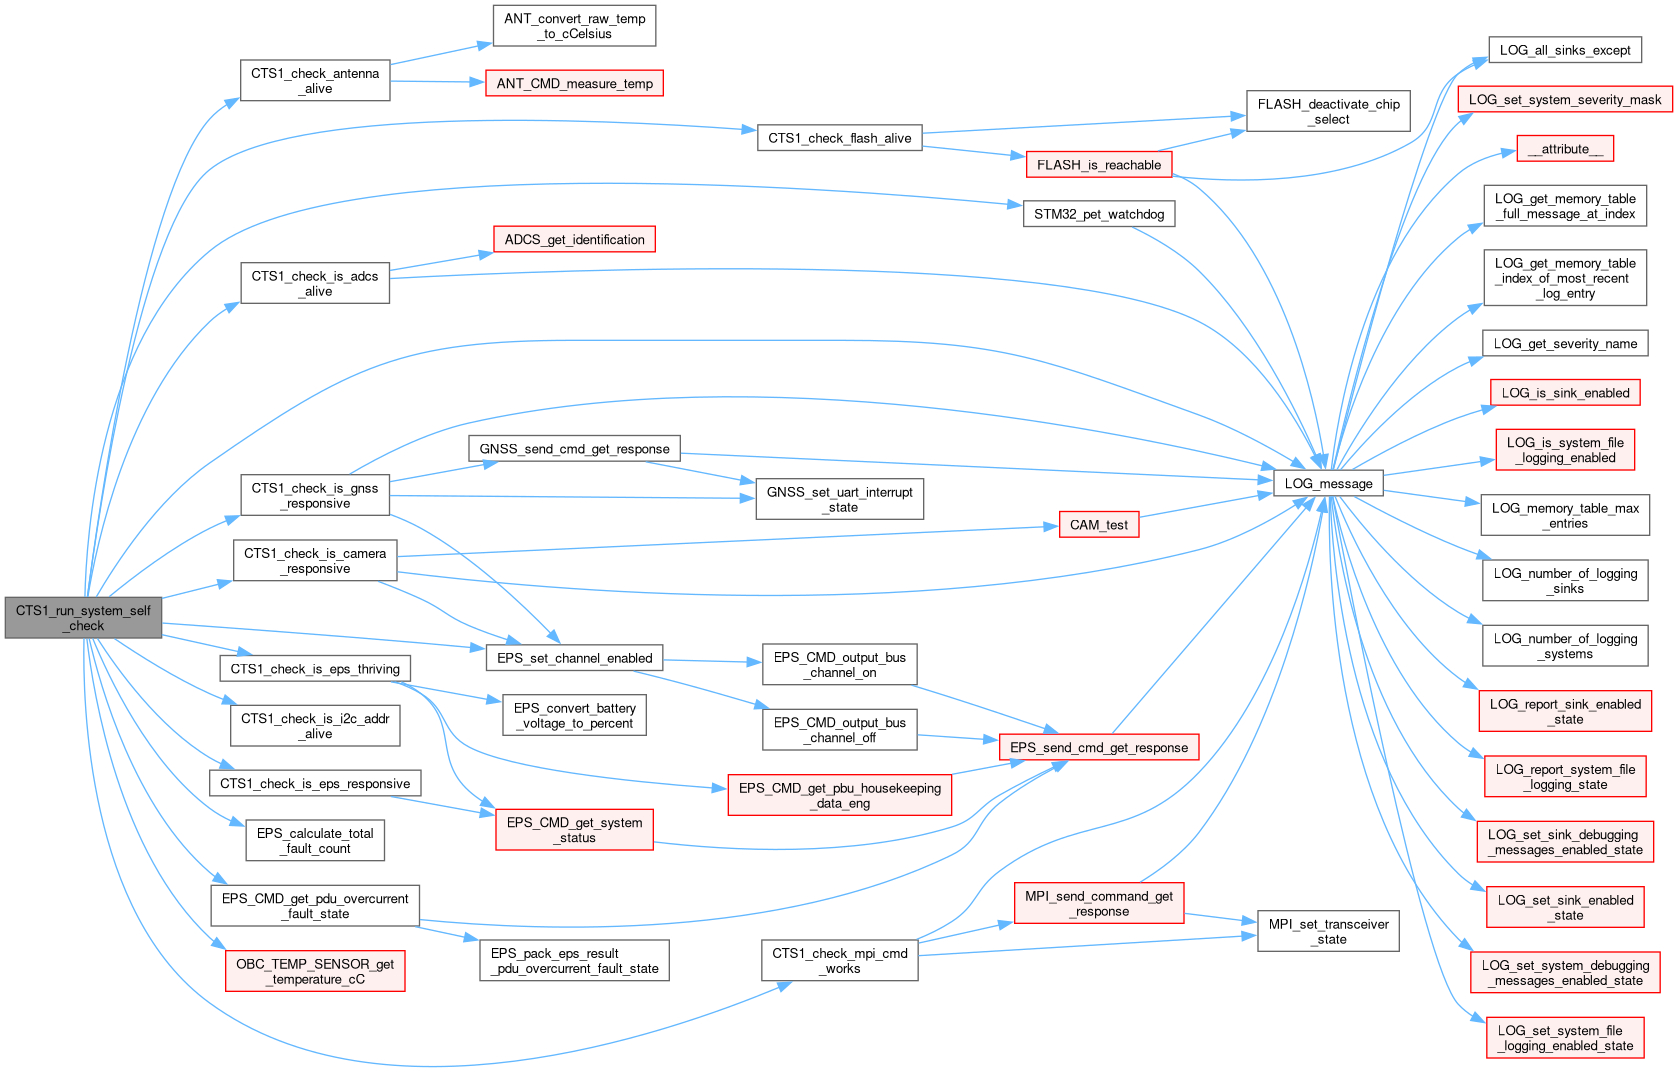 CTS1_run_system_self
_check
CTS1_check_antenna
_alive
ANT_convert_raw_temp
_to_cCelsius
ANT_CMD_measure_temp
CTS1_check_flash_alive
FLASH_deactivate_chip
_select
FLASH_is_reachable
STM32_pet_watchdog
CTS1_check_is_adcs
_alive
ADCS_get_identification
CTS1_check_is_gnss
_responsive
GNSS_send_cmd_get_response
GNSS_set_uart_interrupt
_state
CTS1_check_is_camera
_responsive
CAM_test
EPS_set_channel_enabled
EPS_CMD_output_bus
_channel_on
EPS_CMD_output_bus
_channel_off
EPS_send_cmd_get_response
CTS1_check_is_eps_thriving
EPS_convert_battery
_voltage_to_percent
EPS_CMD_get_pbu_housekeeping
_data_eng
EPS_CMD_get_system
_status
CTS1_check_is_i2c_addr
_alive
CTS1_check_is_eps_responsive
EPS_calculate_total
_fault_count
EPS_CMD_get_pdu_overcurrent
_fault_state
EPS_pack_eps_result
_pdu_overcurrent_fault_state
OBC_TEMP_SENSOR_get
_temperature_cC
CTS1_check_mpi_cmd
_works
MPI_send_command_get
_response
MPI_set_transceiver
_state
LOG_message
LOG_all_sinks_except
LOG_set_system_severity_mask
__attribute__
LOG_get_memory_table
_full_message_at_index
LOG_get_memory_table
_index_of_most_recent
_log_entry
LOG_get_severity_name
LOG_is_sink_enabled
LOG_is_system_file
_logging_enabled
LOG_memory_table_max
_entries
LOG_number_of_logging
_sinks
LOG_number_of_logging
_systems
LOG_report_sink_enabled
_state
LOG_report_system_file
_logging_state
LOG_set_sink_debugging
_messages_enabled_state
LOG_set_sink_enabled
_state
LOG_set_system_debugging
_messages_enabled_state
LOG_set_system_file
_logging_enabled_state